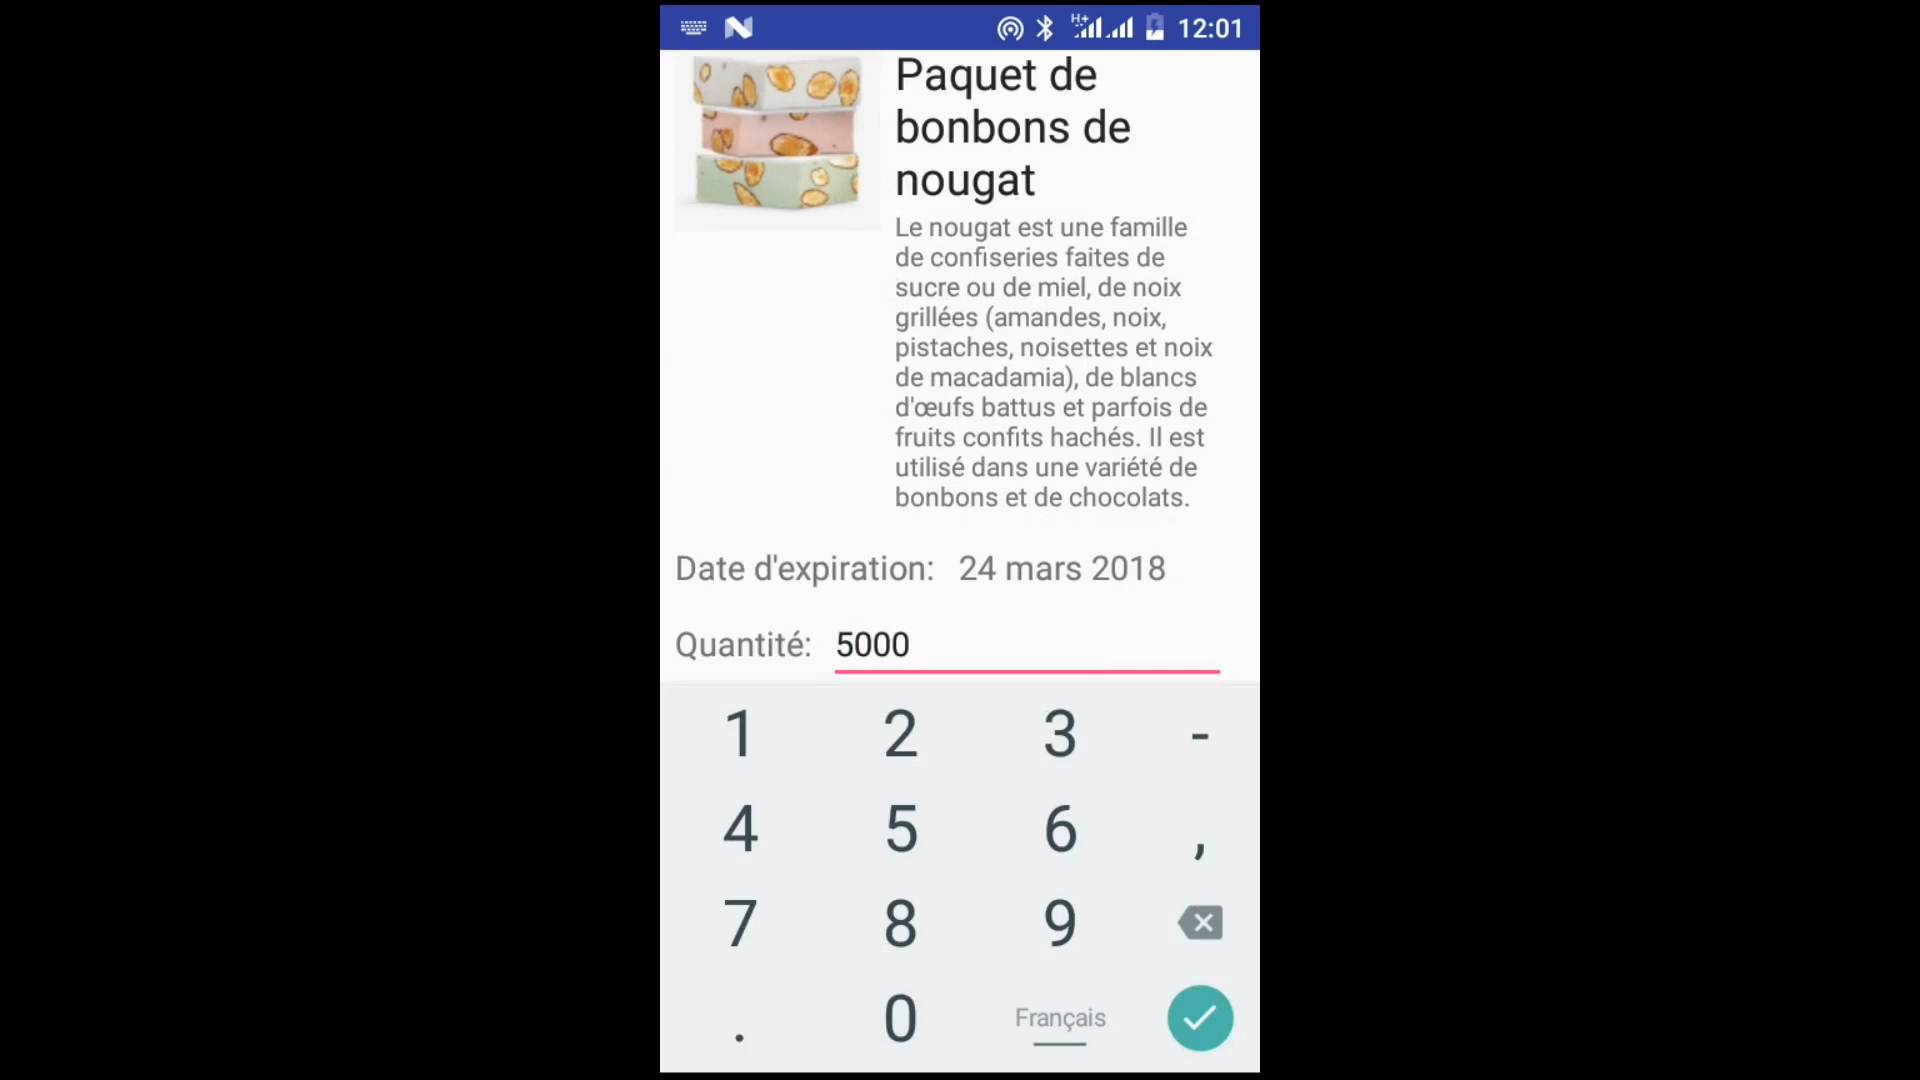 H+ 12:01
Paquet de
bonbons de
nougat
Le nougat est une famille
de confiseries faites de
sucre ou de miel, de noix
grillées (amandes, noix,
pistaches, noisettes et noix
de macadamia), de blancs
d'œufs battus et parfois de
fruits confits hachés. Il est
utilisé dans une variété de
bonbons et de chocolats.
Date d'expiration: 24 mars 2018
Quantité: 5000
1 2 3 -
4 5 6 ,
7 8 9
. 0 Français